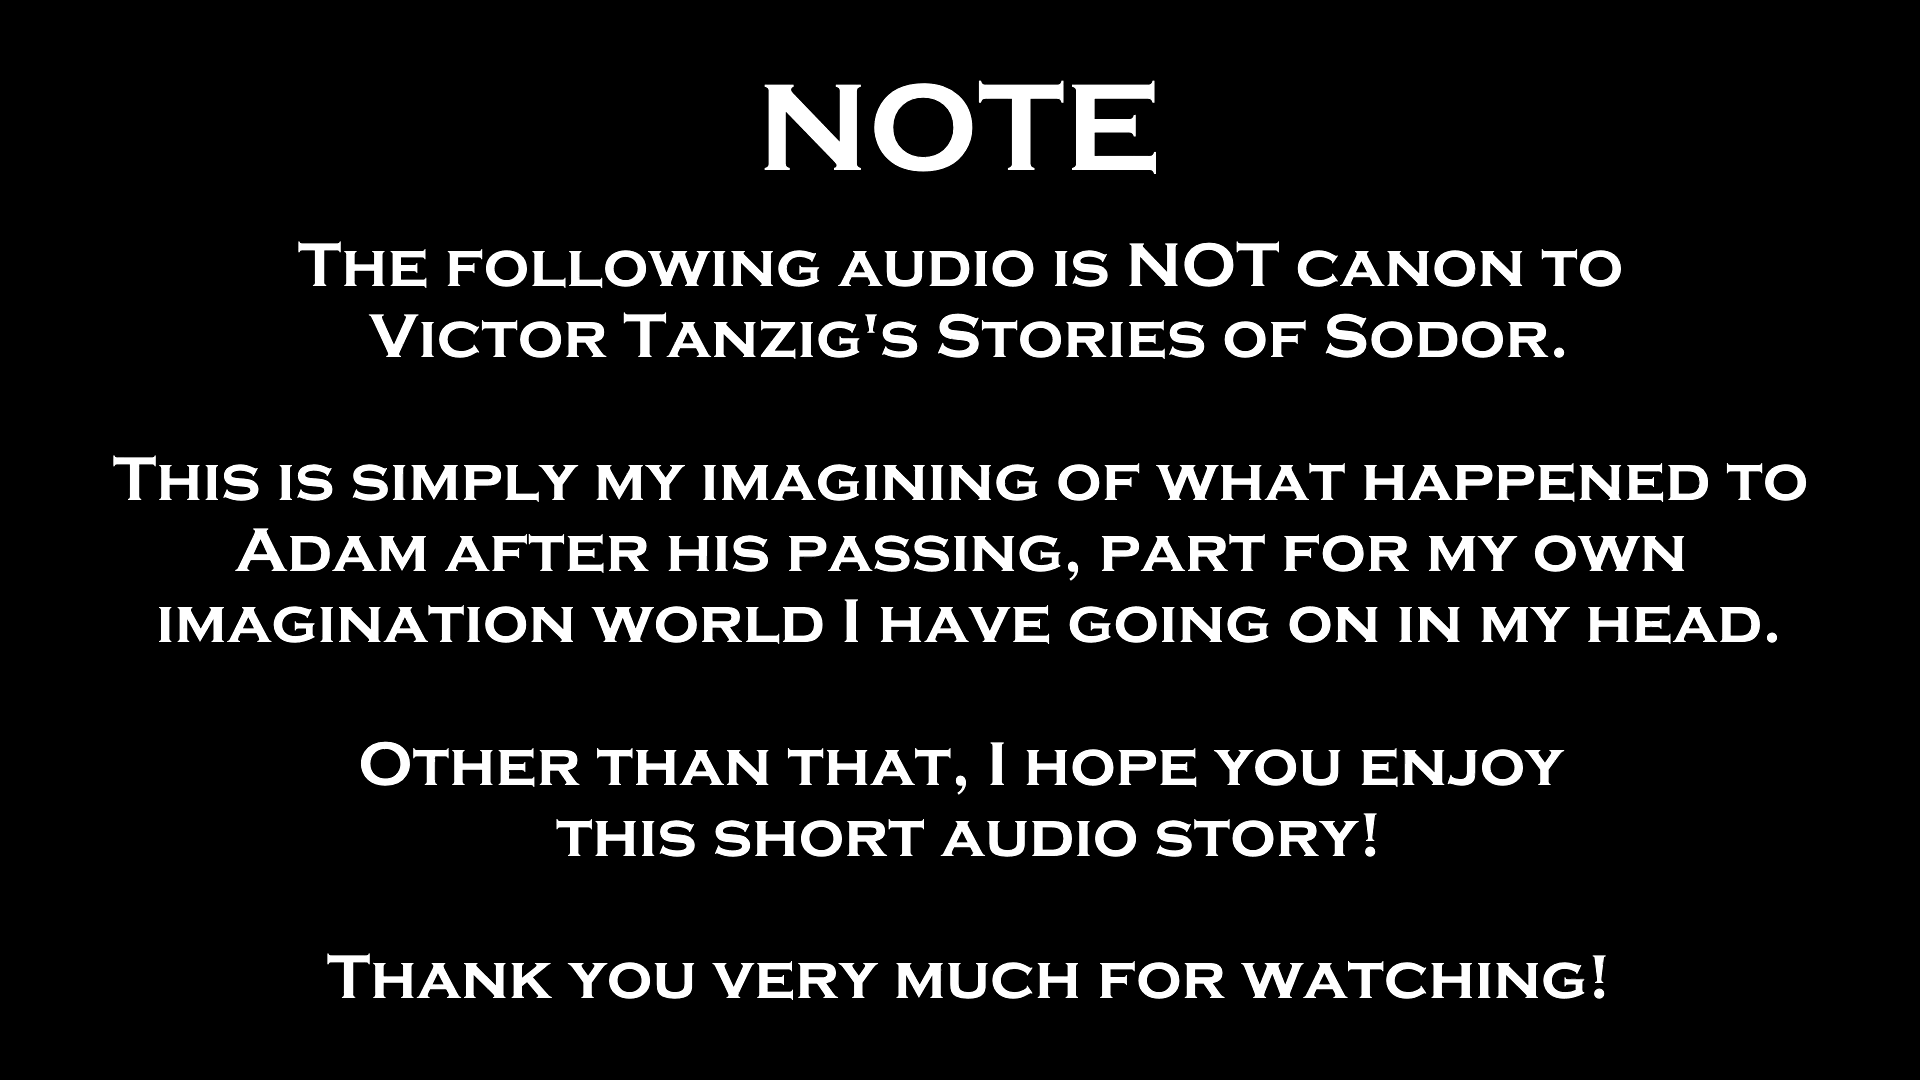 NOTE
The following audio is NOT canon to
Victor Tanzig's Stories of Sodor.
This is simply my imagining of what happened to
Adam after his passing, part for my own
imagination world I have going on in my head.
Other than that, I hope you enjoy
this short audio story!
Thank you very much for watching!